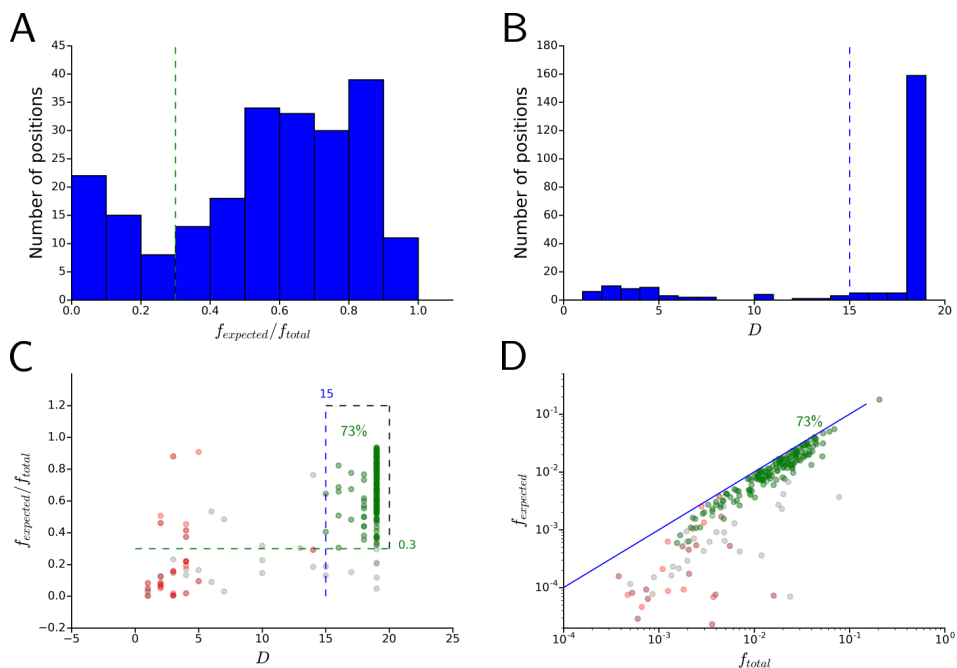 A
B
45
40
35
30
25
20
15
10
5
0
Number of positions
0.0 0.2 0.4 0.6 0.8 1.0
f_expected/f_total
180
160
140
120
100
80
60
40
20
0
Number of positions
0 5 10 15 20
D
C
D
1.2
1.0
0.8
0.6
0.4
0.2
0.0
−0.2
f_expected/f_total
15
73%
0.3
−5 0 5 10 15 20 25
D
10^-1
10^-2
10^-3
10^-4
f_expected
73%
10^-4 10^-3 10^-2 10^-1 10^0
f_total